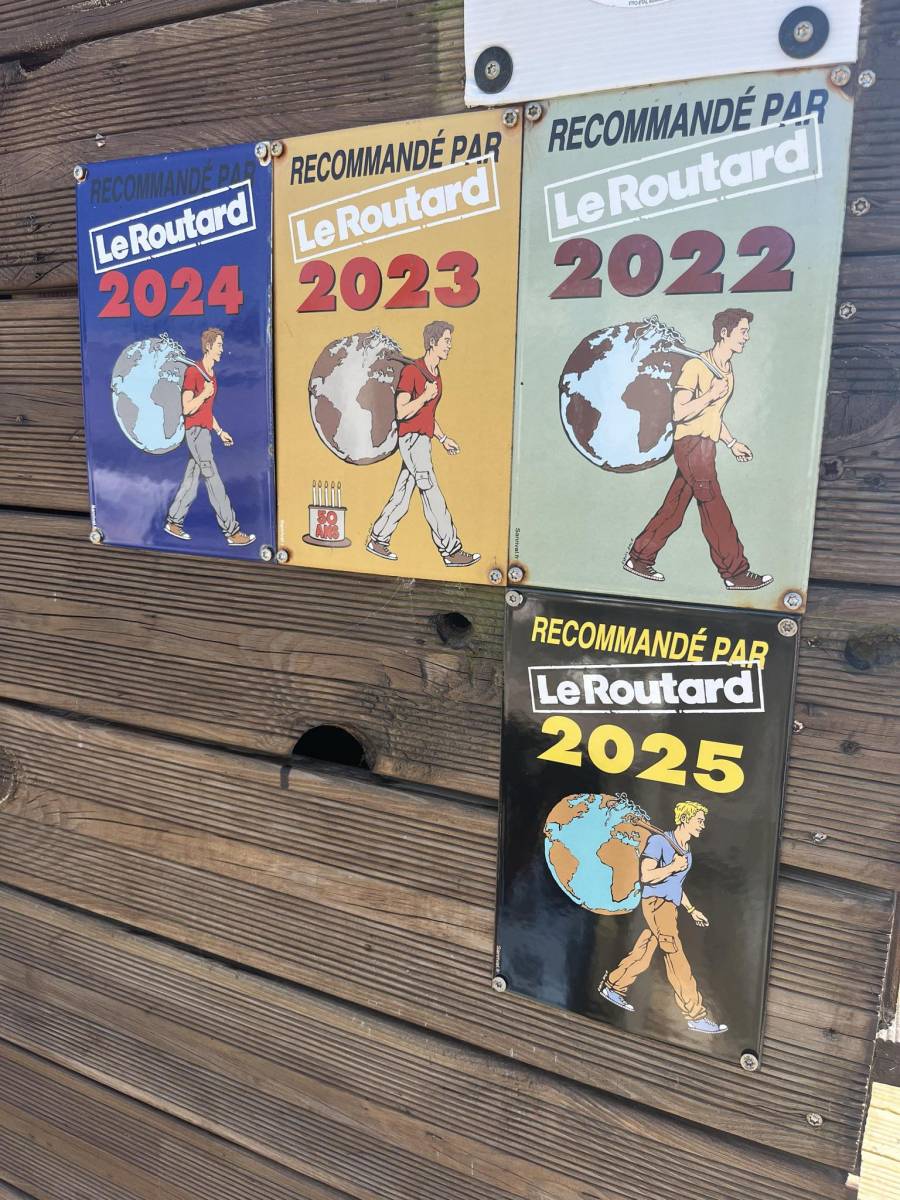 RECOMMANDÉ PAR
Le Routard
2024
RECOMMANDÉ PAR
Le Routard
2023
50
ANS
RECOMMANDÉ PAR
Le Routard
2022
RECOMMANDÉ PAR
Le Routard
2025